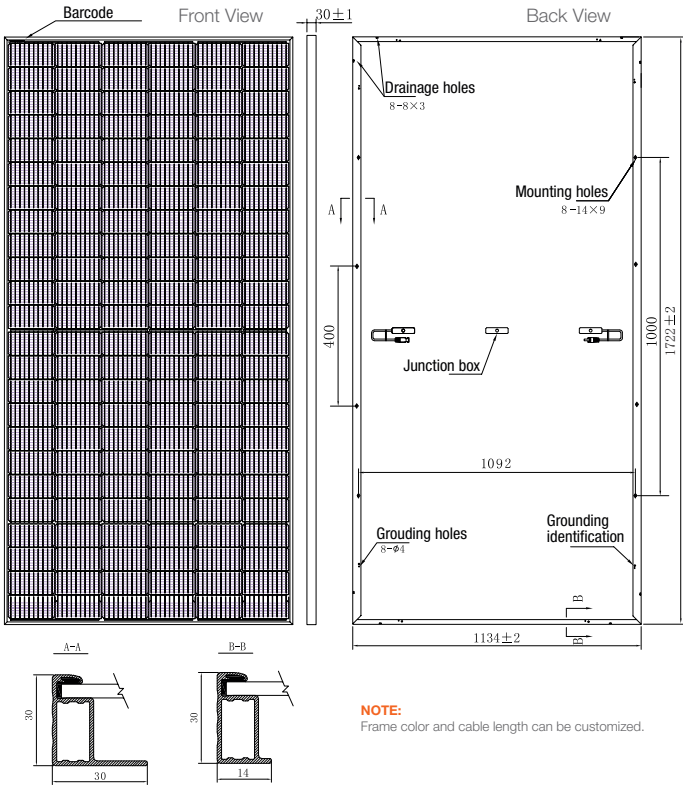 Barcode
Front View
30±1
Back View
Drainage holes
8-8×3
Mounting holes
8-14×9
A
A
400
1000
1722±2
Junction box
1092
Grouding holes
8-φ4
Grounding
identification
B
B
1134±2
A-A
B-B
30
30
30
14
NOTE:
Frame color and cable length can be customized.